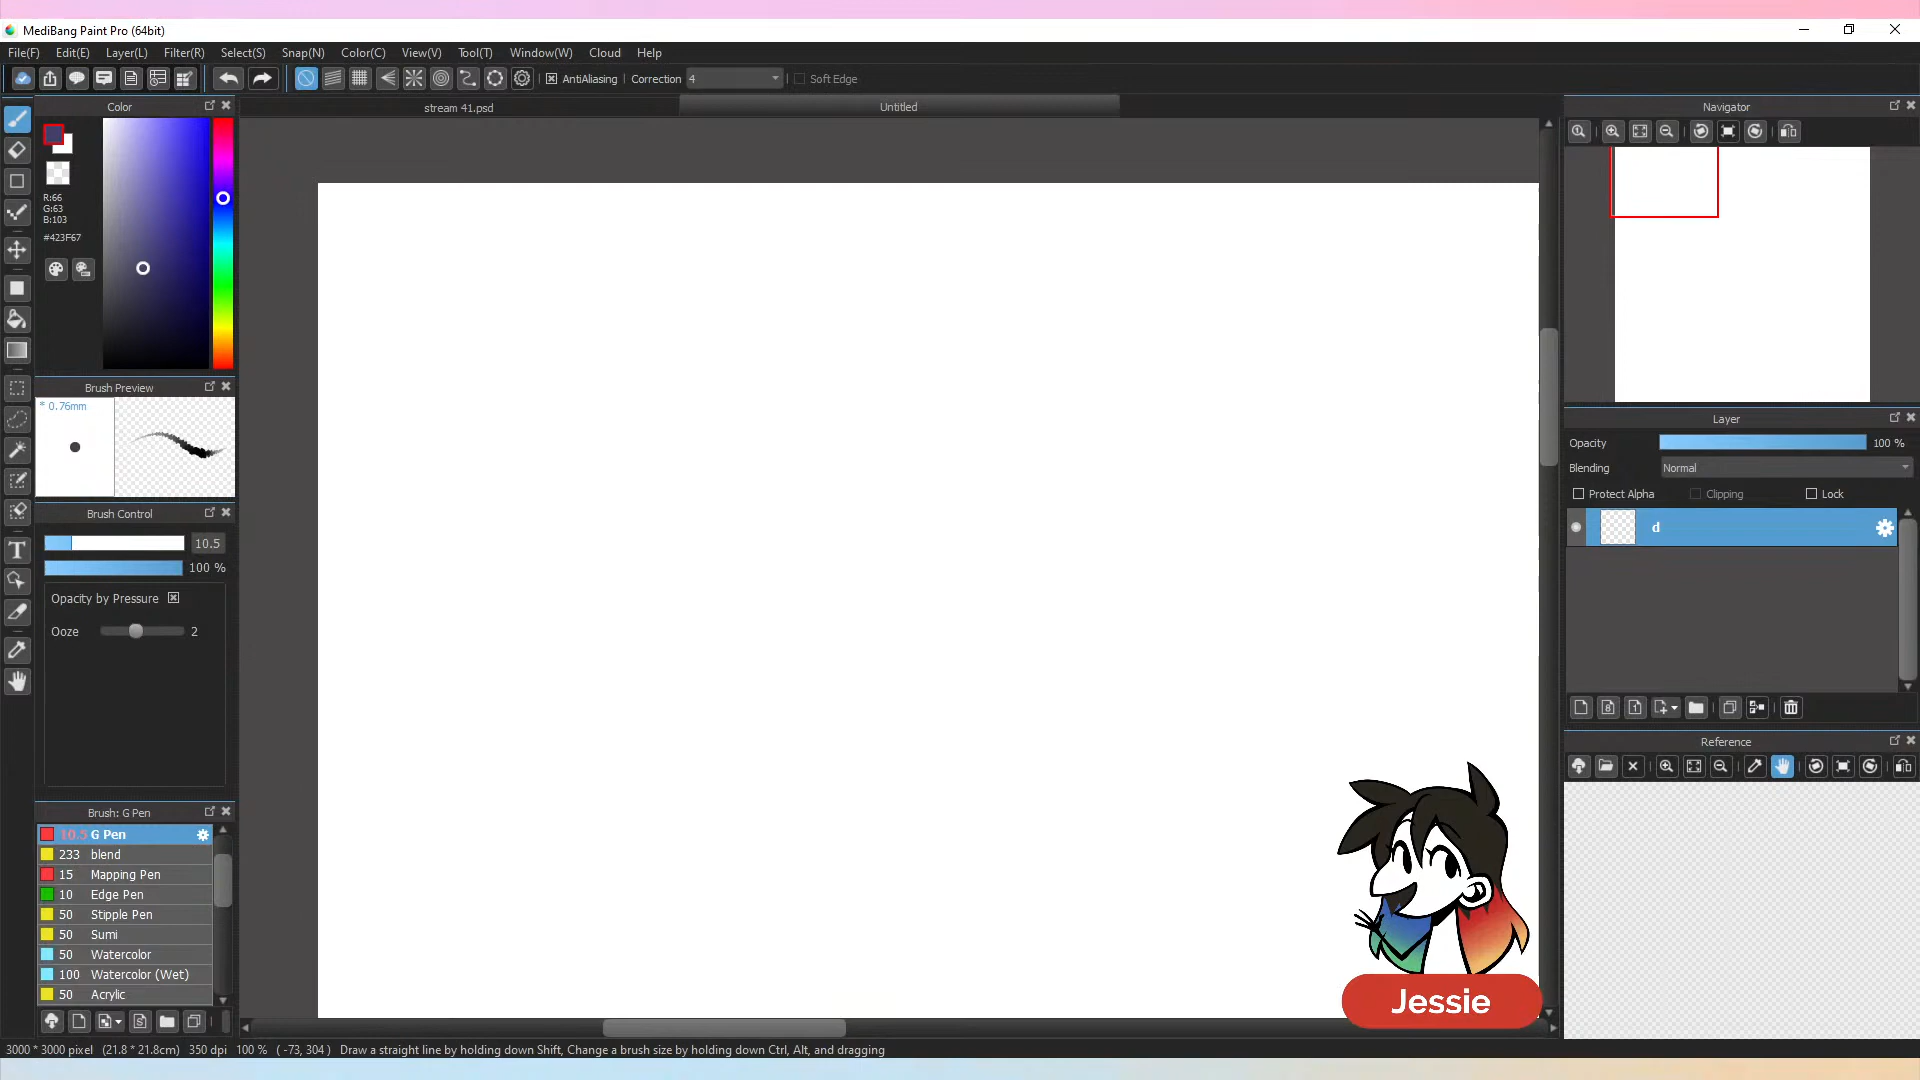 MediBang Paint Pro (64bit)
File(F) Edit(E) Layer(L) Filter(R) Select(S) Snap(N) Color(C) View(V) Tool(T) Window(W) Cloud Help
AntiAliasing Correction 4 Soft Edge
Color
stream 41.psd
Untitled
Navigator
R:66
G:63
B:103
#423F67
Brush Preview
* 0.76mm
Brush Control
10.5
100 %
Opacity by Pressure
Ooze 2
Brush: G Pen
10.5 G Pen
233 blend
15 Mapping Pen
10 Edge Pen
50 Stipple Pen
50 Sumi
50 Watercolor
100 Watercolor (Wet)
50 Acrylic
Layer
Opacity 100 %
Blending Normal
Protect Alpha Clipping Lock
d
Reference
Jessie
3000 * 3000 pixel (21.8 * 21.8cm) 350 dpi 100 % ( -73, 304 ) Draw a straight line by holding down Shift, Change a brush size by holding down Ctrl, Alt, and dragging